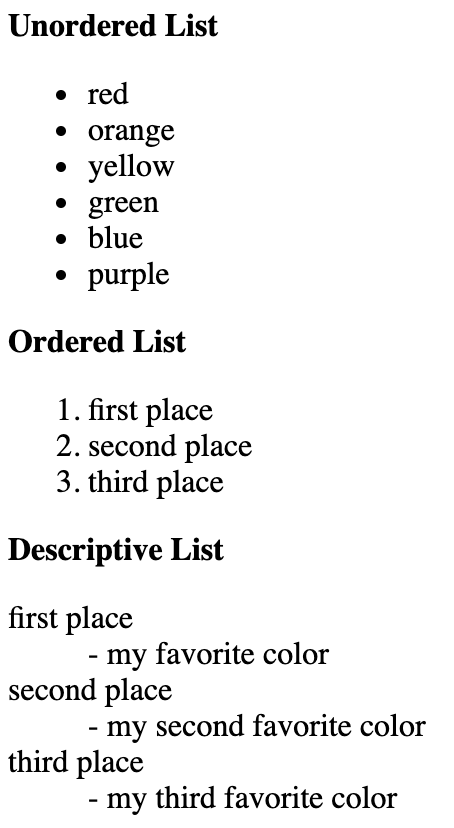 Unordered List
• red
• orange
• yellow
• green
• blue
• purple
Ordered List
1. first place
2. second place
3. third place
Descriptive List
first place
- my favorite color
second place
- my second favorite color
third place
- my third favorite color